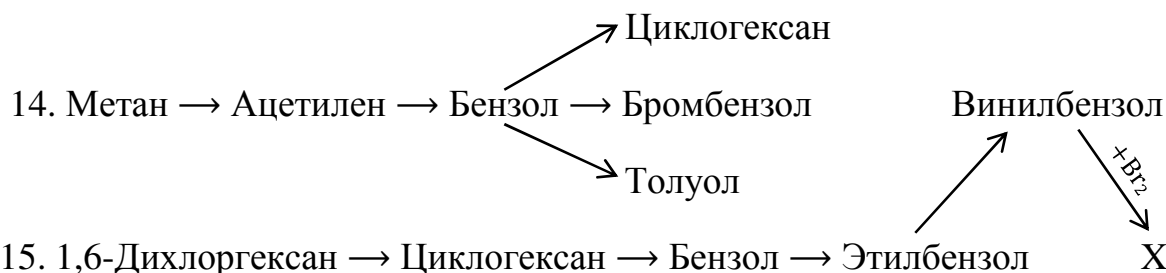 Циклогексан
14. Метан → Ацетилен → Бензол → Бромбензол
Толуол
Винилбензол
+Br₂
15. 1,6-Дихлоргексан → Циклогексан → Бензол → Этилбензол
X